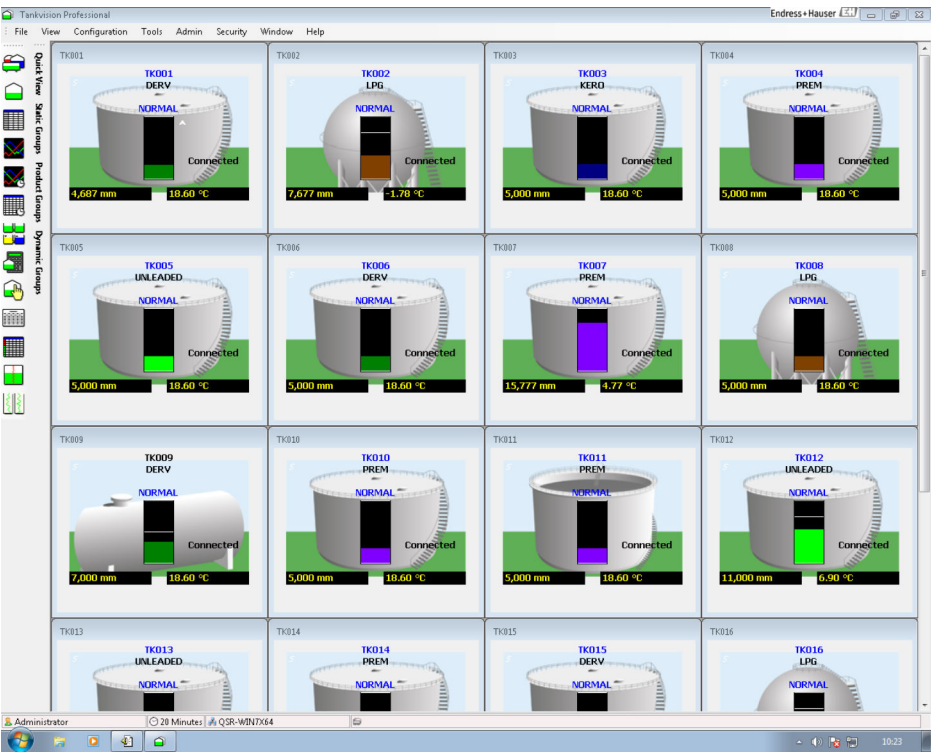 Tankvision Professional
Endress+Hauser EH
File View Configuration Tools Admin Security Window Help
Quick View
Static Groups
Product Groups
Dynamic Groups
TK001 TK002 TK003 TK004
TK001 TK002 TK003 TK004
DERV LPG KERO PREM
NORMAL NORMAL NORMAL NORMAL
Connected Connected Connected Connected
4,687 mm 18.60 °C 7,677 mm -1.78 °C 5,000 mm 18.60 °C 5,000 mm 18.60 °C
TK005 TK006 TK007 TK008
TK005 TK006 TK007 TK008
UNLEADED DERV PREM LPG
NORMAL NORMAL NORMAL NORMAL
Connected Connected Connected Connected
5,000 mm 18.60 °C 5,000 mm 18.60 °C 15,777 mm 4.77 °C 5,000 mm 18.60 °C
TK009 TK010 TK011 TK012
TK009 TK010 TK011 TK012
DERV PREM PREM UNLEADED
NORMAL NORMAL NORMAL NORMAL
Connected Connected Connected Connected
7,000 mm 18.60 °C 5,000 mm 18.60 °C 5,000 mm 18.60 °C 11,000 mm 6.90 °C
TK013 TK014 TK015 TK016
TK013 TK014 TK015 TK016
UNLEADED PREM DERV LPG
NORMAL NORMAL NORMAL NORMAL
Administrator 20 Minutes QSR-WIN7X64
10:23